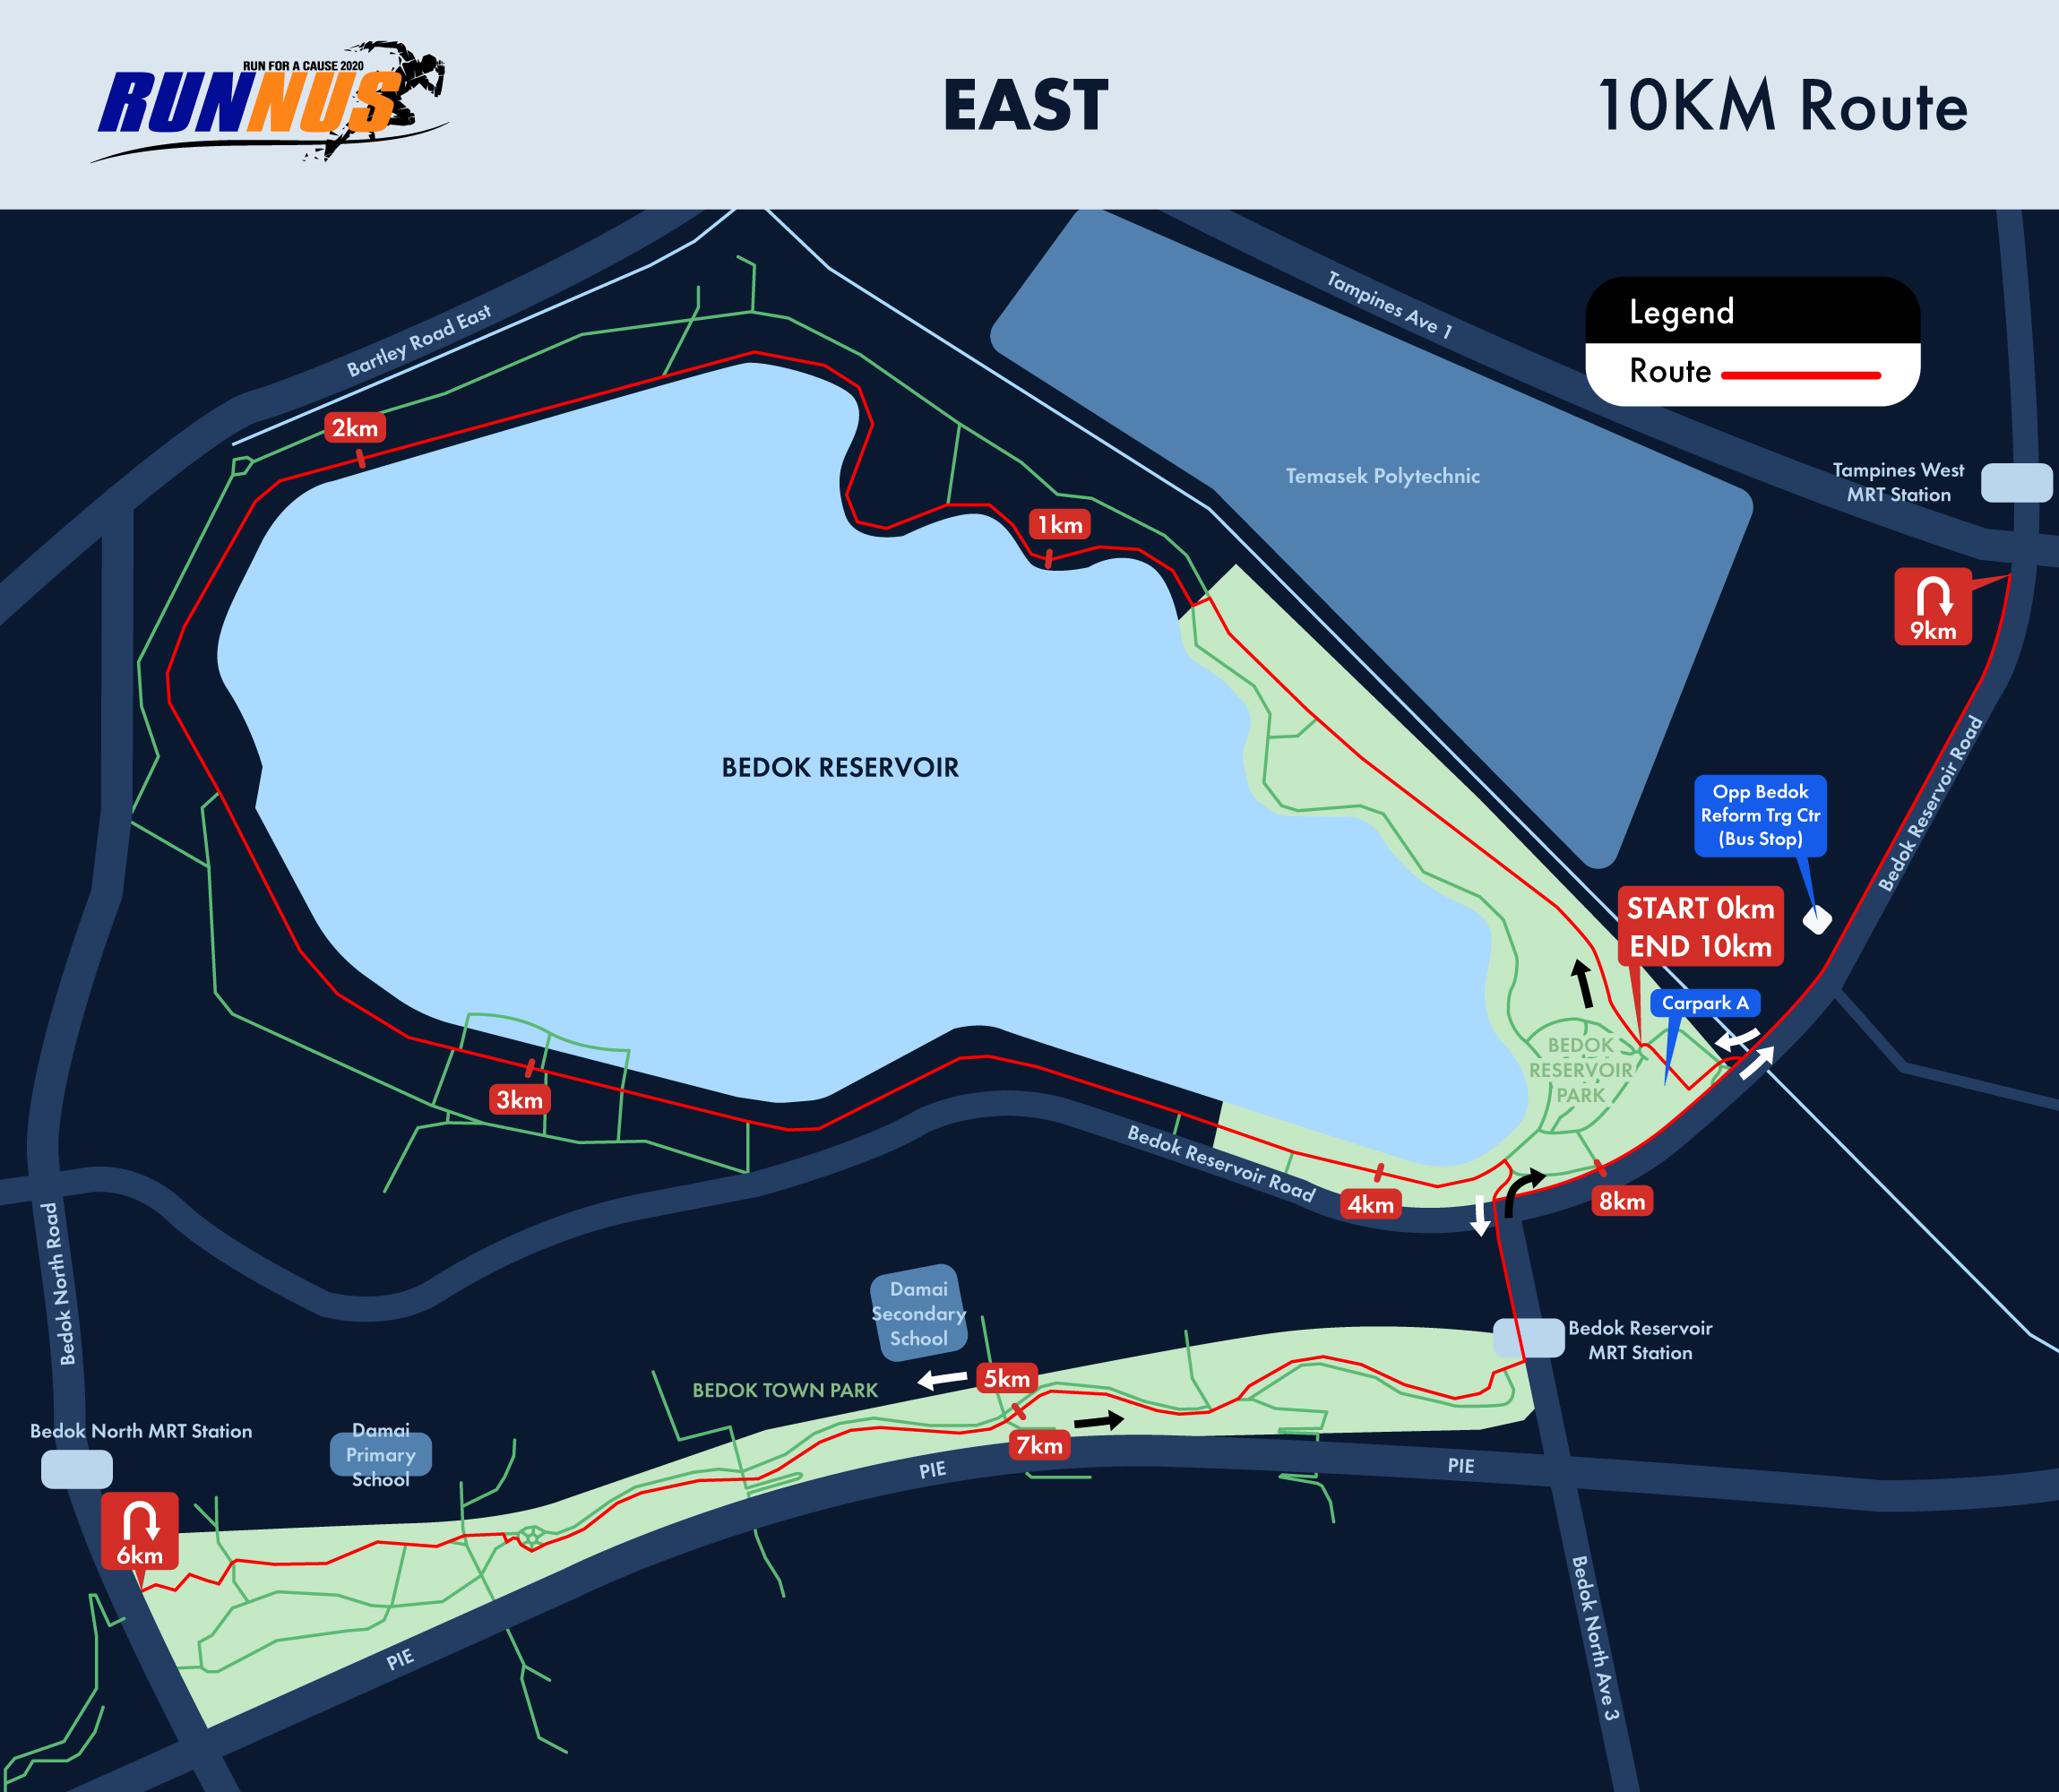 RUN FOR A CAUSE 2020
RUNNUS
EAST
10KM Route
Legend
Route
Tampines Ave 1
Bartley Road East
2km
Temasek Polytechnic
Tampines West
MRT Station
1km
9km
BEDOK RESERVOIR
Bedok Reservoir Road
Opp Bedok
Reform Trg Ctr
(Bus Stop)
START 0km
END 10km
Carpark A
BEDOK
RESERVOIR
PARK
3km
Bedok Reservoir Road
4km
8km
Bedok North Road
Damai
Secondary
School
Bedok Reservoir
MRT Station
5km
BEDOK TOWN PARK
Bedok North MRT Station
Damai
Primary
School
7km
PIE
PIE
6km
PIE
Bedok North Ave 3